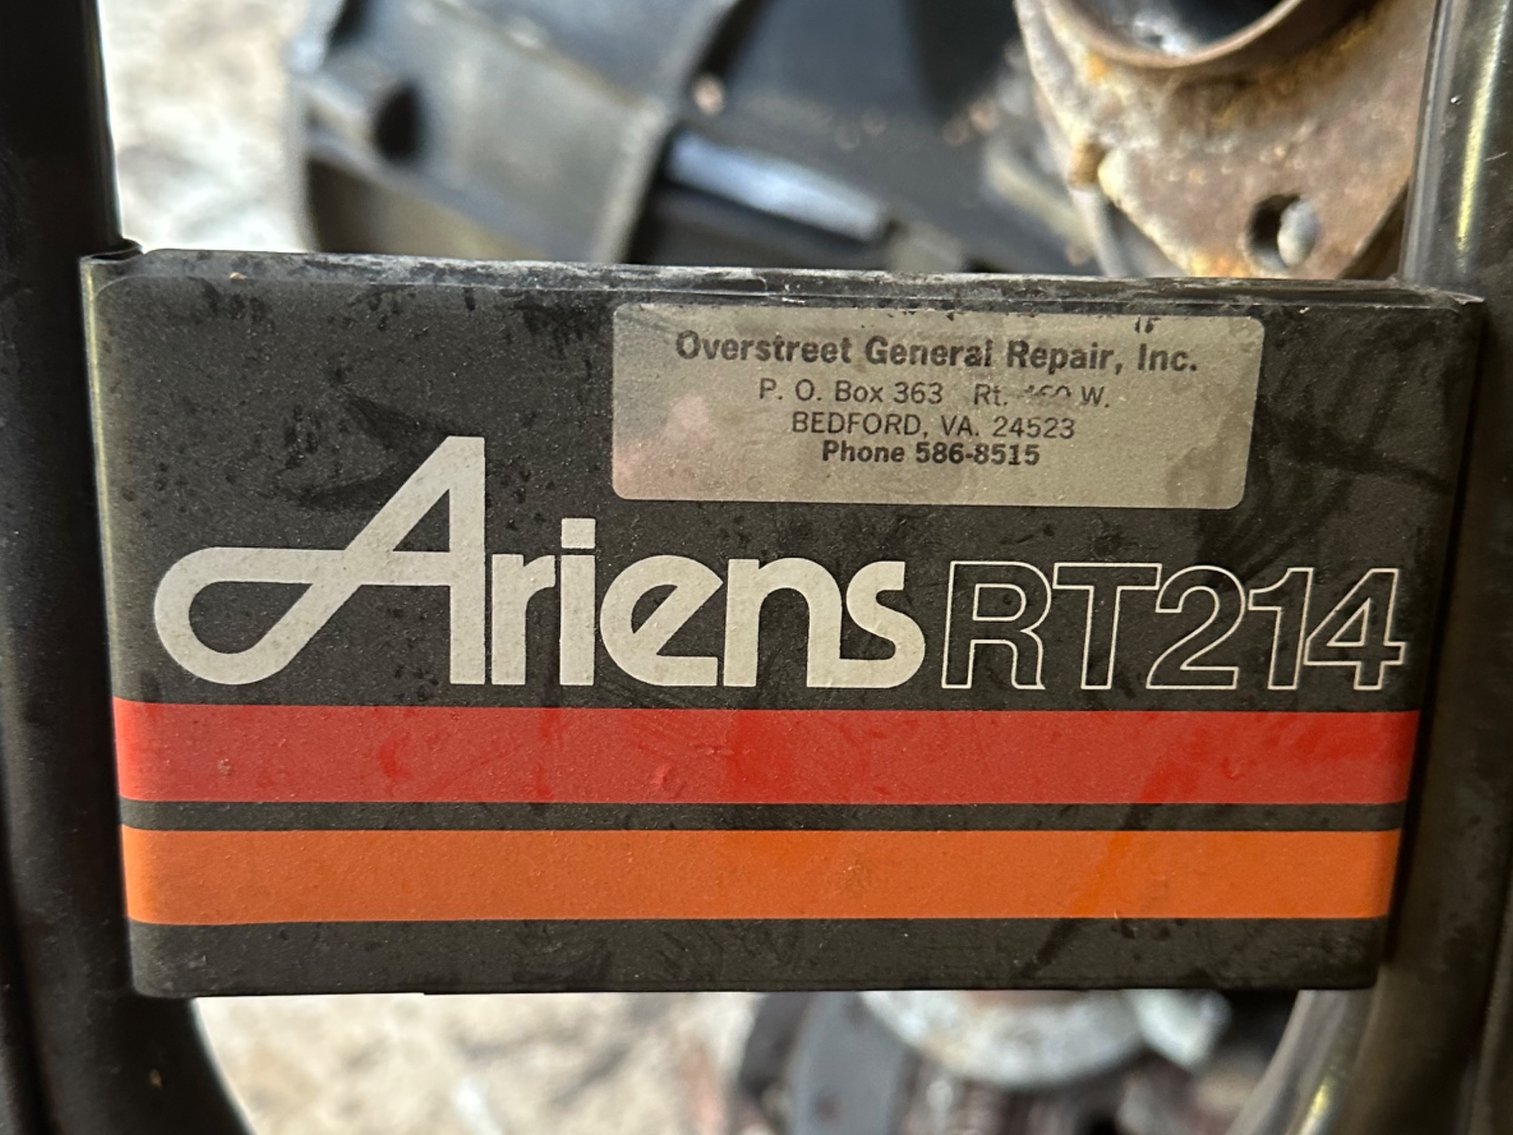 Overstreet General Repair, Inc.
P. O. Box 363 Rt. W.
BEDFORD, VA. 24523
Phone 586-8515
Ariens RT214